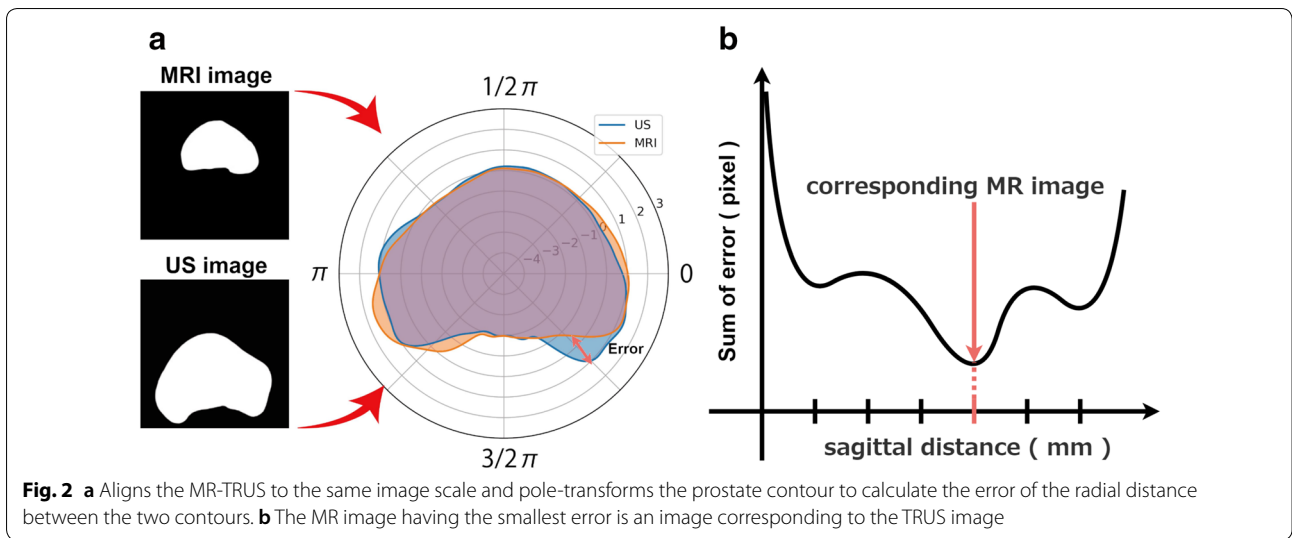 a
MRI image
US image
1/2 π
π
0
3/2 π
US
MRI
3
2
1
0
−1
−2
−3
−4
Error
b
Sum of error ( pixel )
corresponding MR image
sagittal distance ( mm )
Fig. 2 a Aligns the MR-TRUS to the same image scale and pole-transforms the prostate contour to calculate the error of the radial distance
between the two contours. b The MR image having the smallest error is an image corresponding to the TRUS image